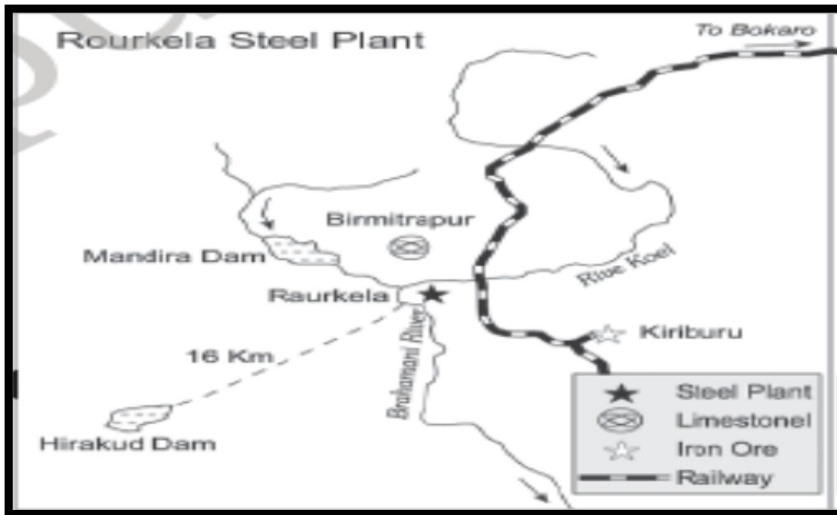 Rourkela Steel Plant
To Bokaro
Birmitrapur
Mandira Dam
Riue Koel
Raurkela
Kiriburu
16 Km
Brahamani River
Hirakud Dam
Steel Plant
Limestonel
Iron Ore
Railway